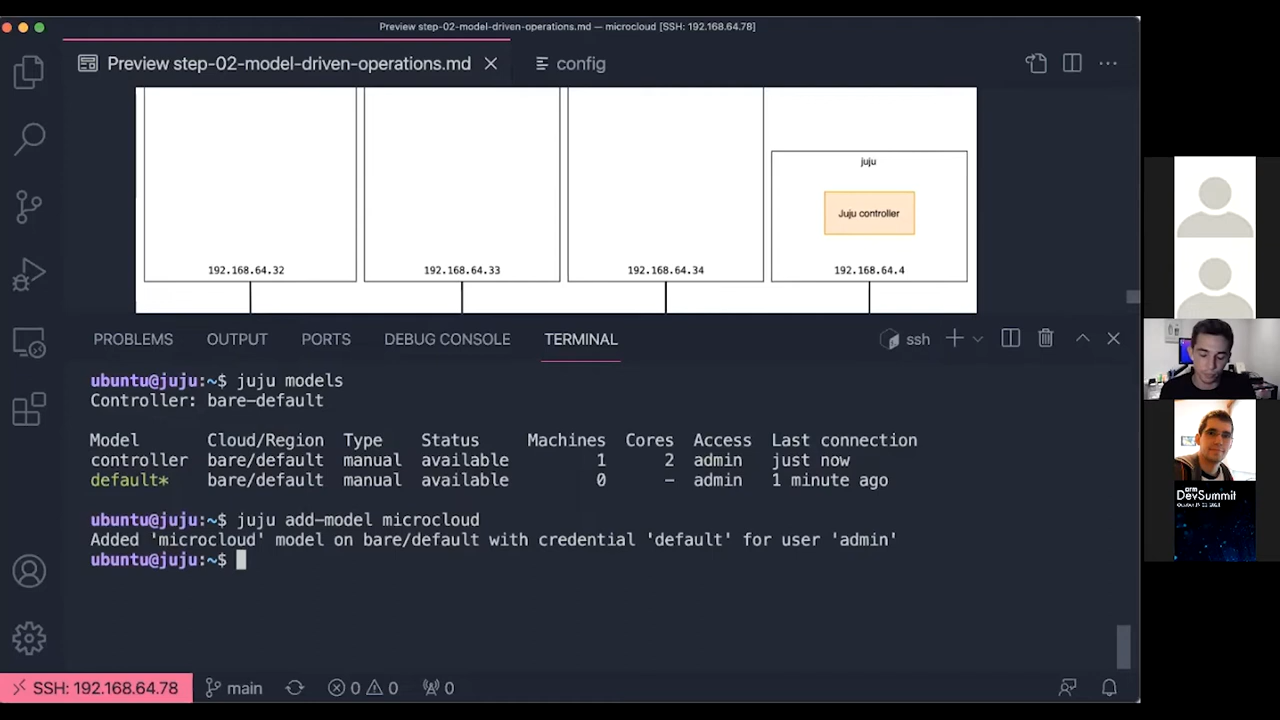 Preview step-02-model-driven-operations.md — microcloud [SSH: 192.168.64.78]
Preview step-02-model-driven-operations.md
config
juju
Juju controller
192.168.64.32
192.168.64.33
192.168.64.34
192.168.64.4
PROBLEMS OUTPUT PORTS DEBUG CONSOLE TERMINAL
ssh
ubuntu@juju:~$ juju models
Controller: bare-default
Model Cloud/Region Type Status Machines Cores Access Last connection
controller bare/default manual available 1 2 admin just now
default* bare/default manual available 0 - admin 1 minute ago
ubuntu@juju:~$ juju add-model microcloud
Added 'microcloud' model on bare/default with credential 'default' for user 'admin'
ubuntu@juju:~$
SSH: 192.168.64.78 main 0 0 0
arm
DevSummit